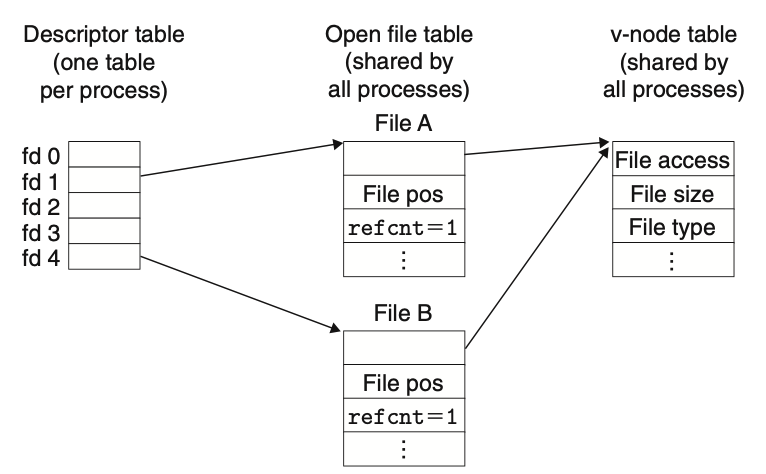 Descriptor table
(one table
per process)
Open file table
(shared by
all processes)
v-node table
(shared by
all processes)
fd 0
fd 1
fd 2
fd 3
fd 4
File A
File pos
refcnt=1
⋮
File B
File pos
refcnt=1
⋮
File access
File size
File type
⋮